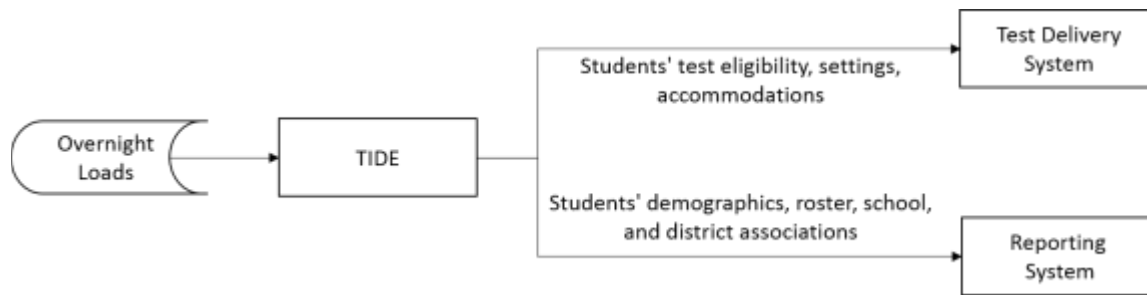 Overnight
Loads
TIDE
Students' test eligibility, settings,
accommodations
Test Delivery
System
Students' demographics, roster, school,
and district associations
Reporting
System